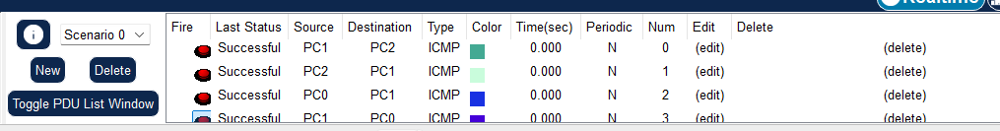 Realtime
Fire Last Status Source Destination Type Color Time(sec) Periodic Num Edit Delete
Scenario 0
Successful PC1 PC2 ICMP 0.000 N 0 (edit) (delete)
New Delete
Successful PC2 PC1 ICMP 0.000 N 1 (edit) (delete)
Toggle PDU List Window
Successful PC0 PC1 ICMP 0.000 N 2 (edit) (delete)
Successful PC1 PC0 ICMP 0.000 N 3 (edit) (delete)